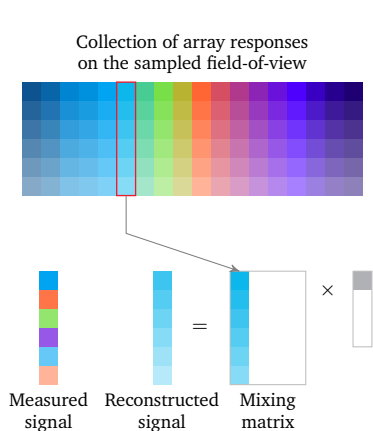 Collection of array responses
on the sampled field-of-view
=
×
Measured
signal
Reconstructed
signal
Mixing
matrix